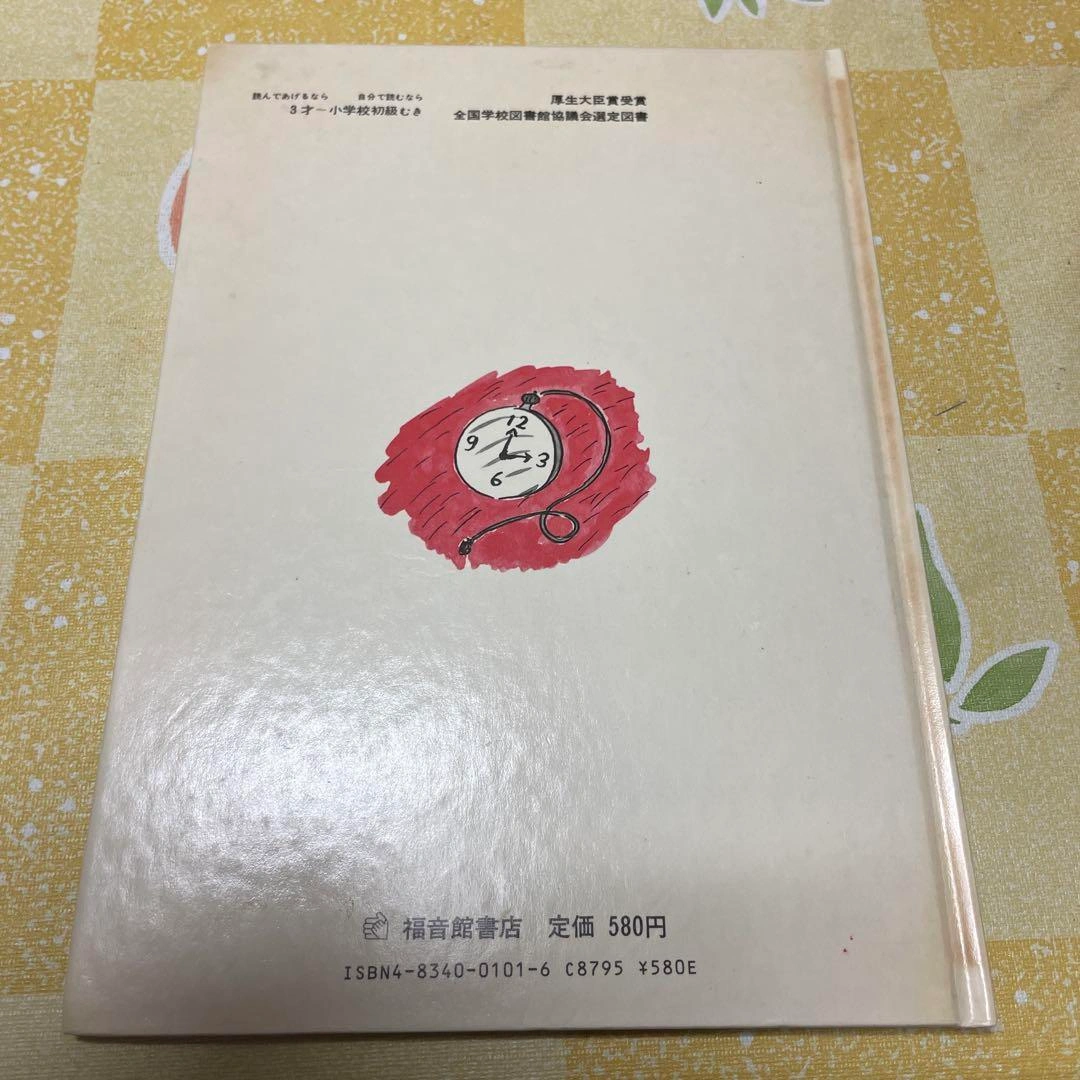 読んであげるなら 自分で読むなら
3才~小学校初級むき
厚生大臣賞受賞
全国学校図書館協議会選定図書
12
9
3
6
福音館書店 定価 580円
ISBN4-8340-0101-6 C8795 ¥580E